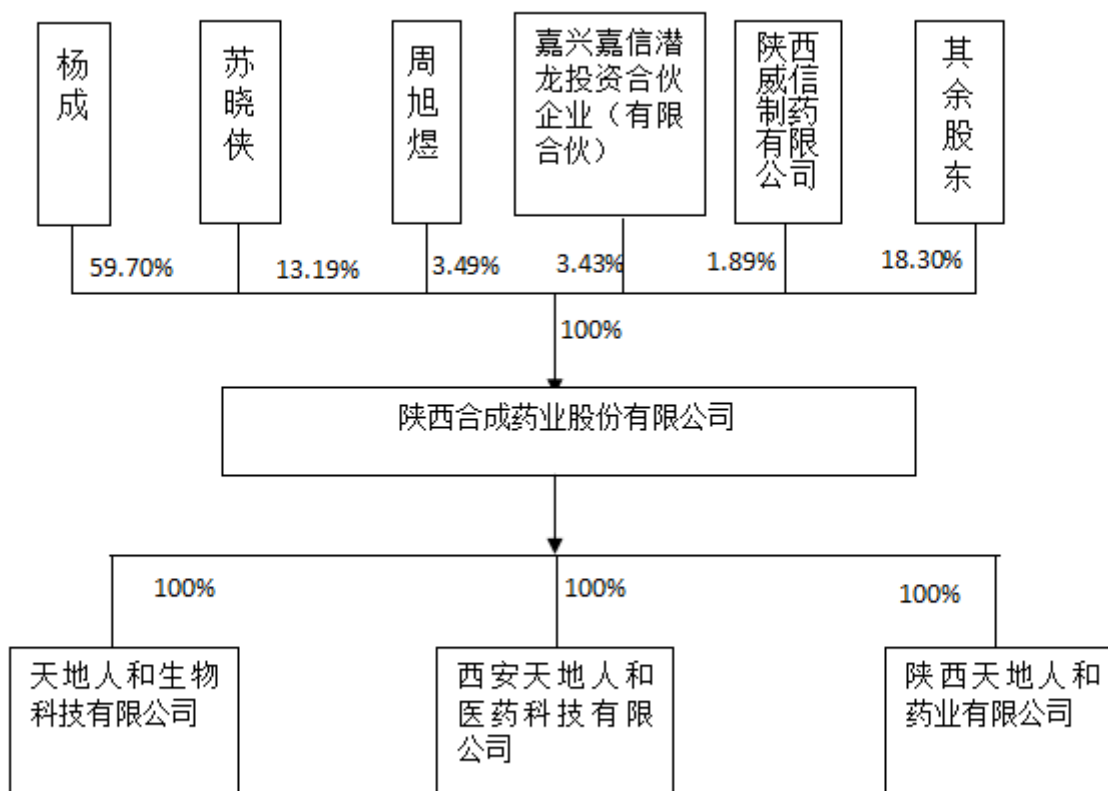 杨成
苏晓侠
周旭煜
嘉兴嘉信潜
龙投资合伙
企业（有限
合伙）
陕西
威信
制药
有限
公司
其余股东
59.70%
13.19%
3.49%
3.43%
1.89%
18.30%
100%
陕西合成药业股份有限公司
100%
100%
100%
天地人和生物
科技有限公司
西安天地人和
医药科技有限
公司
陕西天地人和
药业有限公司